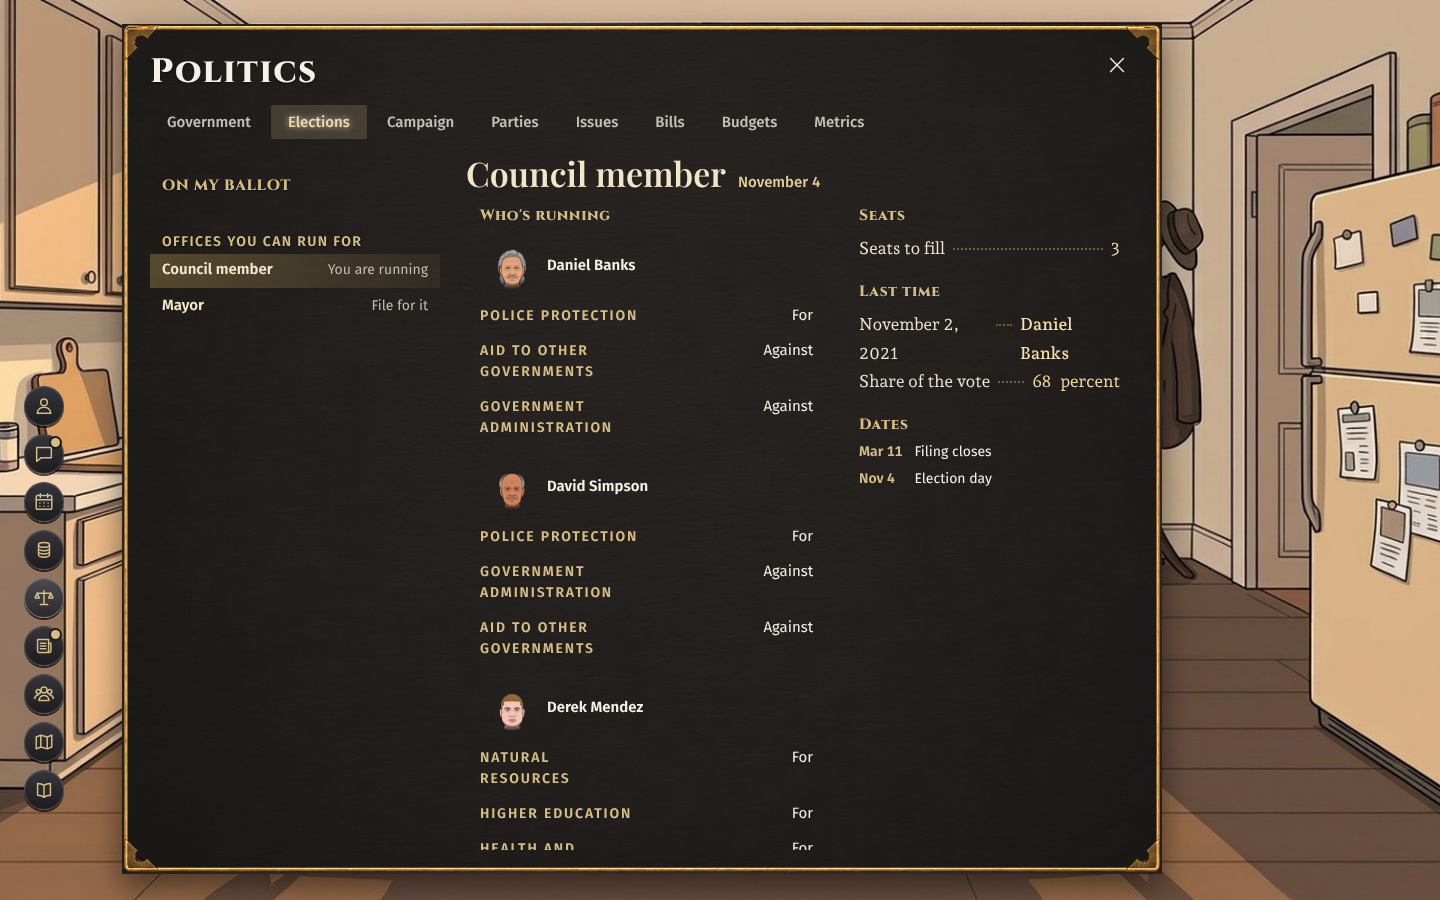 Politics
Government
Elections
Campaign
Parties
Issues
Bills
Budgets
Metrics
On my ballot
OFFICES YOU CAN RUN FOR
Council member You are running
Mayor File for it
Council member November 4
Who's running
Daniel Banks
POLICE PROTECTION For
AID TO OTHER Against
GOVERNMENTS
GOVERNMENT Against
ADMINISTRATION
David Simpson
POLICE PROTECTION For
GOVERNMENT Against
ADMINISTRATION
AID TO OTHER Against
GOVERNMENTS
Derek Mendez
NATURAL For
RESOURCES
HIGHER EDUCATION For
HEALTH AND For
Seats
Seats to fill 3
Last time
November 2, Daniel
2021 Banks
Share of the vote 68 percent
Dates
Mar 11 Filing closes
Nov 4 Election day